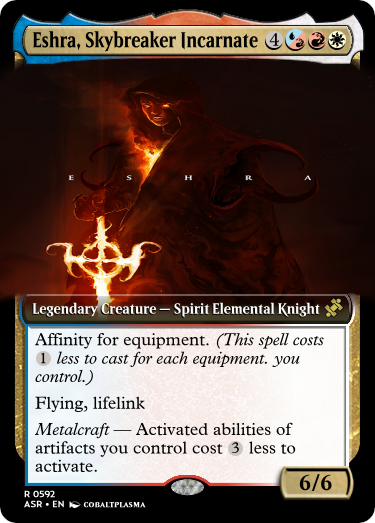 Eshra, Skybreaker Incarnate 4
E S H R A
Legendary Creature — Spirit Elemental Knight
Affinity for equipment. (This spell costs
1 less to cast for each equipment. you
control.)
Flying, lifelink
Metalcraft — Activated abilities of
artifacts you control cost 3 less to
activate.
6/6
R 0592
ASR • EN COBALTPLASMA